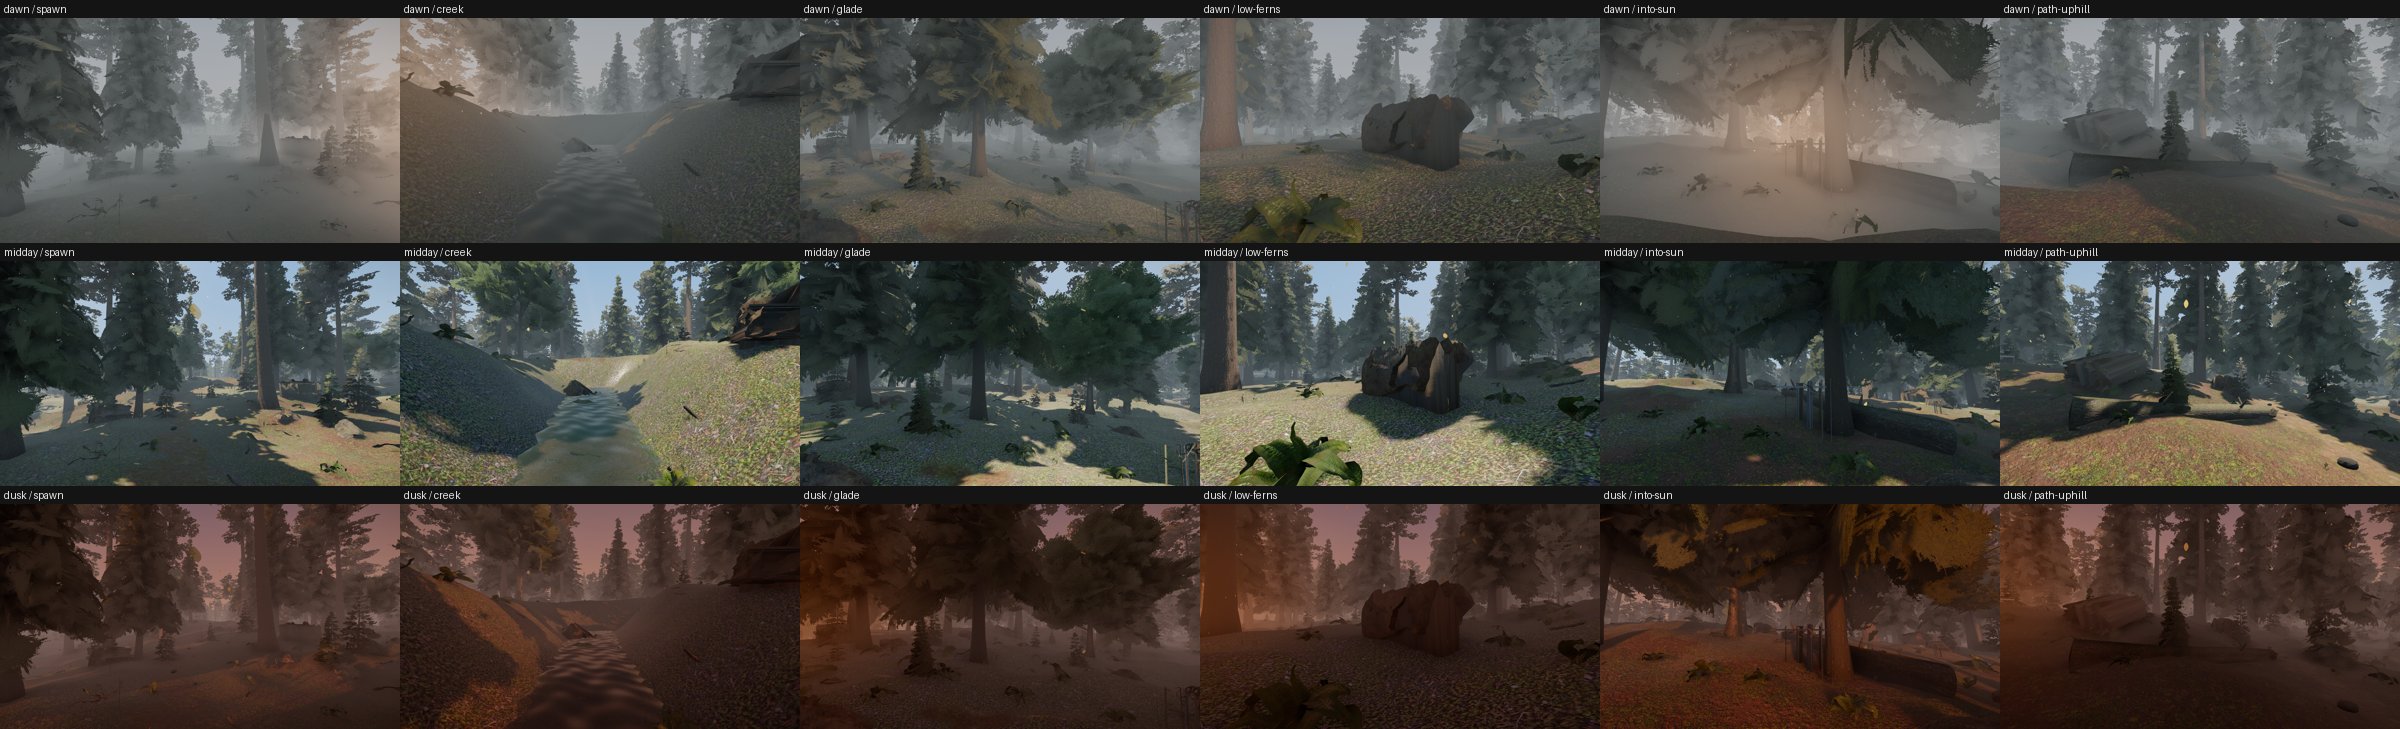 dawn / spawn
dawn / creek
dawn / glade
dawn / low-ferns
dawn / into-sun
dawn / path-uphill
midday / spawn
midday / creek
midday / glade
midday / low-ferns
midday / into-sun
midday / path-uphill
dusk / spawn
dusk / creek
dusk / glade
dusk / low-ferns
dusk / into-sun
dusk / path-uphill